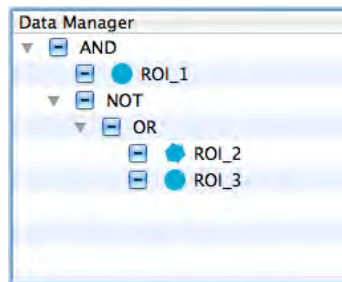 Data Manager
AND
ROI_1
NOT
OR
ROI_2
ROI_3